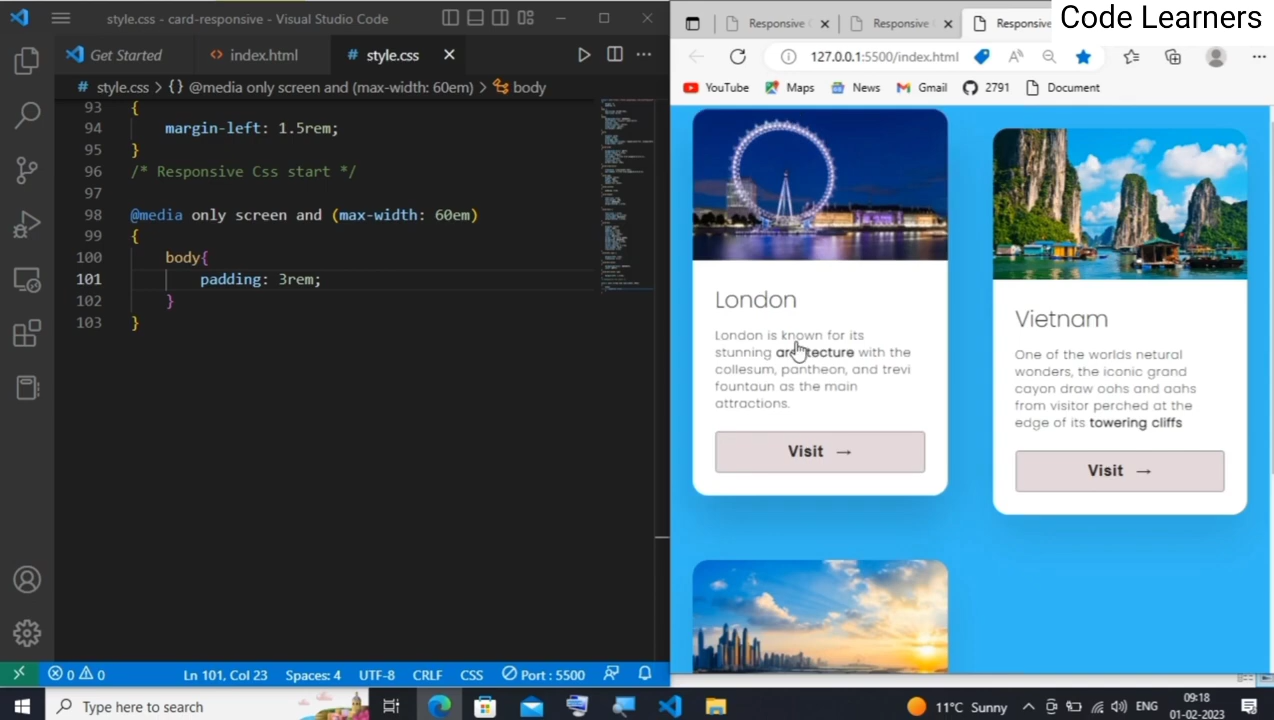 style.css - card-responsive - Visual Studio Code
Get Started
index.html
# style.css
# style.css > {} @media only screen and (max-width: 60em) > body
93 {
94 margin-left: 1.5rem;
95 }
96 /* Responsive Css start */
97
98 @media only screen and (max-width: 60em)
99 {
100 body{
101 padding: 3rem;
102 }
103 }
0 0
Ln 101, Col 23
Spaces: 4
UTF-8
CRLF
CSS
Port : 5500
Responsive
Responsive
Responsive
Code Learners
127.0.0.1:5500/index.html
YouTube
Maps
News
Gmail
2791
Document
London
London is known for its
stunning architecture with the
collesum, pantheon, and trevi
fountaun as the main
attractions.
Visit →
Vietnam
One of the worlds netural
wonders, the iconic grand
cayon draw oohs and aahs
from visitor perched at the
edge of its towering cliffs
Visit →
Type here to search
11°C Sunny
ENG
09:18
01-02-2023